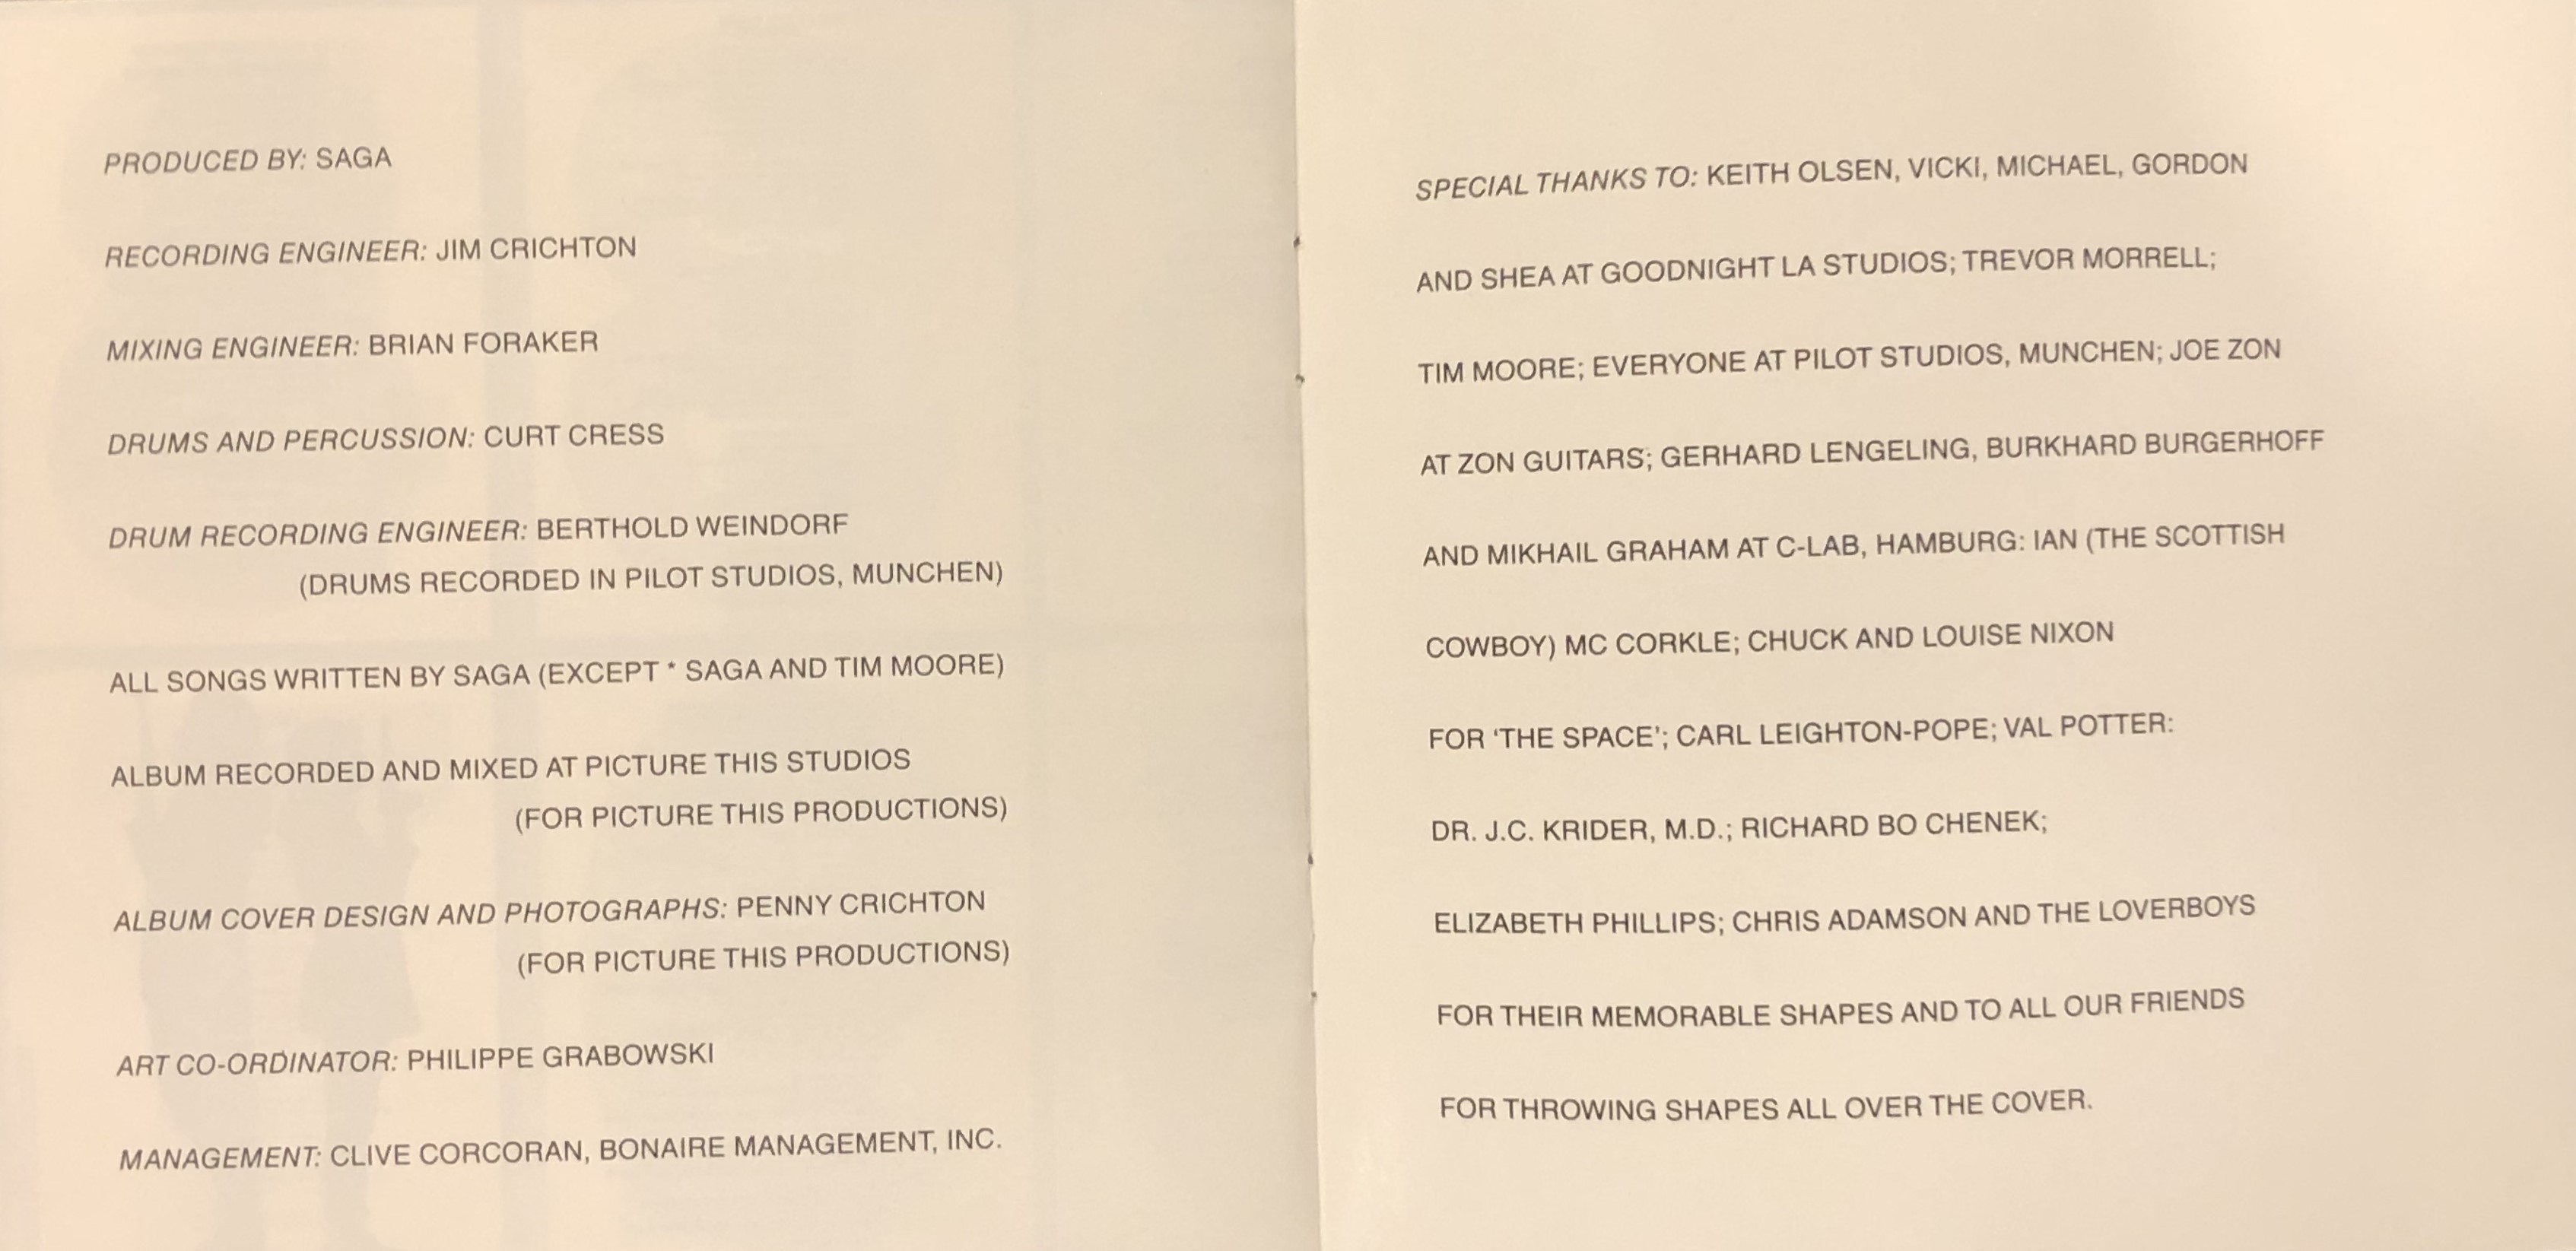 PRODUCED BY: SAGA
RECORDING ENGINEER: JIM CRICHTON
MIXING ENGINEER: BRIAN FORAKER
DRUMS AND PERCUSSION: CURT CRESS
DRUM RECORDING ENGINEER: BERTHOLD WEINDORF
(DRUMS RECORDED IN PILOT STUDIOS, MUNCHEN)
ALL SONGS WRITTEN BY SAGA (EXCEPT * SAGA AND TIM MOORE)
ALBUM RECORDED AND MIXED AT PICTURE THIS STUDIOS
(FOR PICTURE THIS PRODUCTIONS)
ALBUM COVER DESIGN AND PHOTOGRAPHS: PENNY CRICHTON
(FOR PICTURE THIS PRODUCTIONS)
ART CO-ORDINATOR: PHILIPPE GRABOWSKI
MANAGEMENT: CLIVE CORCORAN, BONAIRE MANAGEMENT, INC.
SPECIAL THANKS TO: KEITH OLSEN, VICKI, MICHAEL, GORDON
AND SHEA AT GOODNIGHT LA STUDIOS; TREVOR MORRELL;
TIM MOORE; EVERYONE AT PILOT STUDIOS, MUNCHEN; JOE ZON
AT ZON GUITARS; GERHARD LENGELING, BURKHARD BURGERHOFF
AND MIKHAIL GRAHAM AT C-LAB, HAMBURG: IAN (THE SCOTTISH
COWBOY) MC CORKLE; CHUCK AND LOUISE NIXON
FOR ‘THE SPACE’; CARL LEIGHTON-POPE; VAL POTTER:
DR. J.C. KRIDER, M.D.; RICHARD BO CHENEK;
ELIZABETH PHILLIPS; CHRIS ADAMSON AND THE LOVERBOYS
FOR THEIR MEMORABLE SHAPES AND TO ALL OUR FRIENDS
FOR THROWING SHAPES ALL OVER THE COVER.